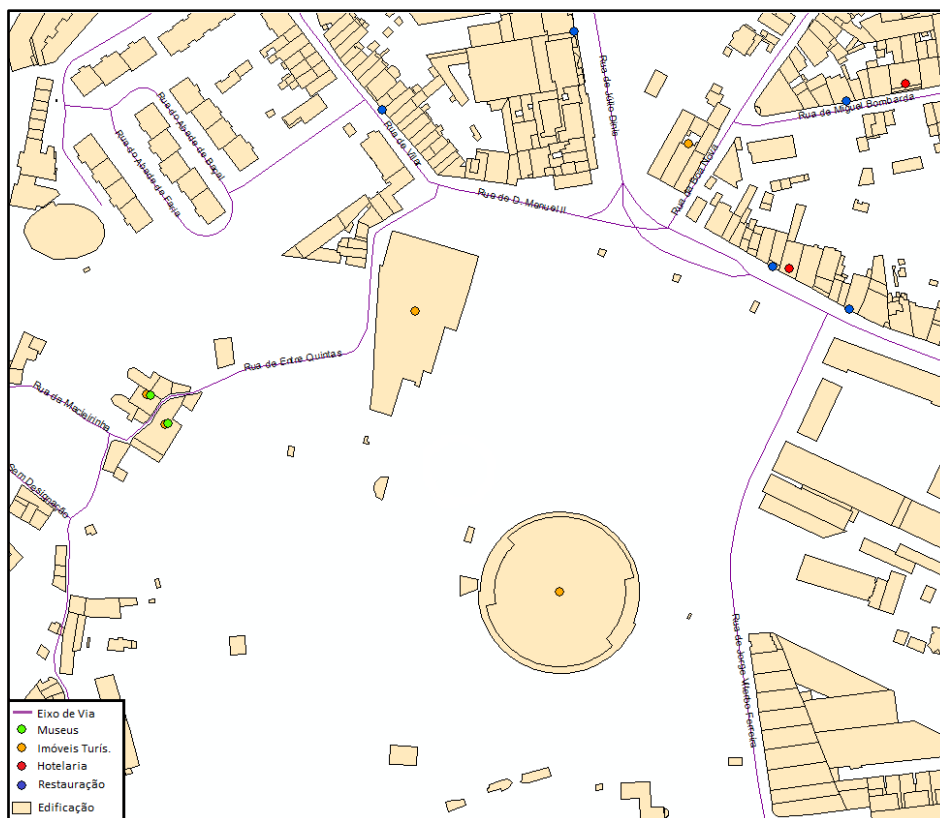 Rua de Júlio Dinis
Rua de Miguel Bombarda
Rua do Abade de Baçal
Rua do Abade de Faria
Rua de Vilar
Rua da Boa Nova
Rua de D. Manuel II
Rua de Entre Quintas
Rua da Macieirinha
Sem Designação
Rua de Jorge Viterbo Ferreira
Eixo de Via
Museus
Imóveis Turís.
Hotelaria
Restauração
Edificação